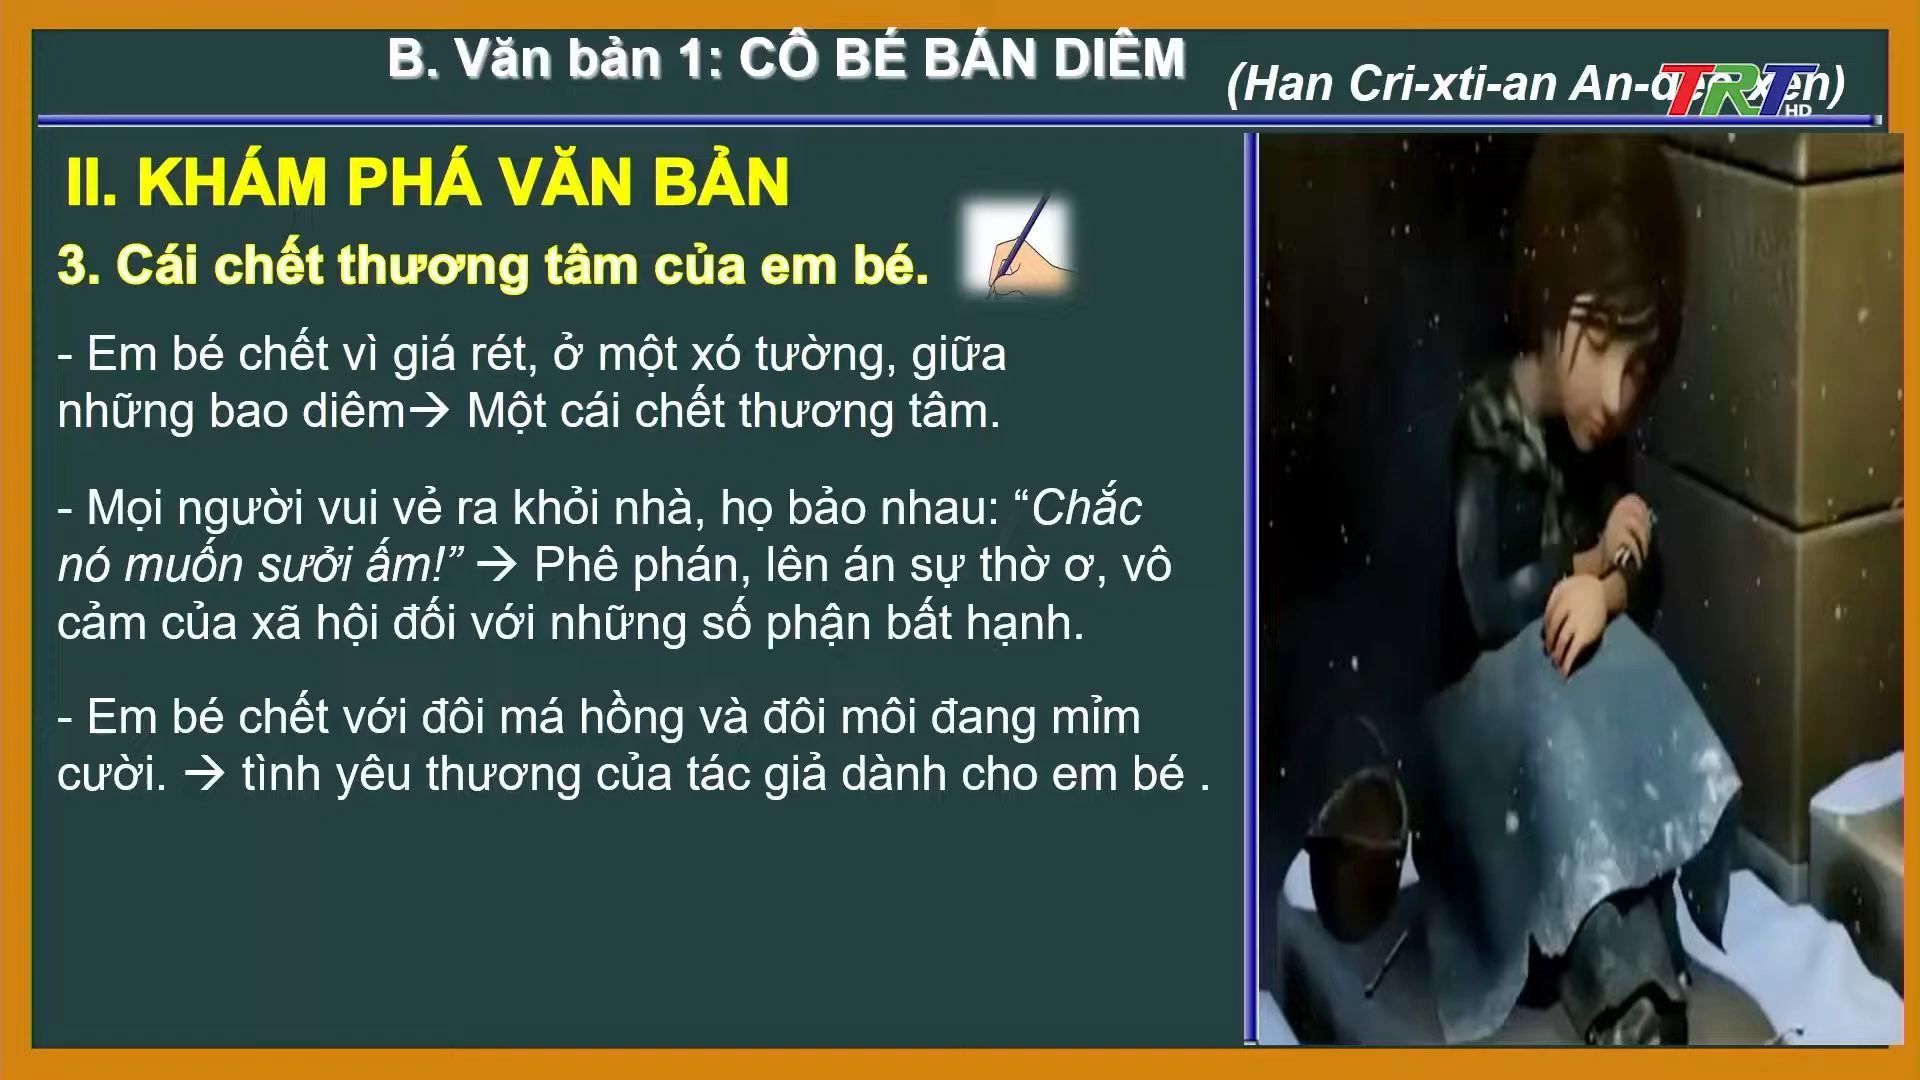 B. Văn bản 1: CÔ BÉ BÁN DIÊM
(Han Cri-xti-an An-đec-xen)
TRT
HD
II. KHÁM PHÁ VĂN BẢN
3. Cái chết thương tâm của em bé.
- Em bé chết vì giá rét, ở một xó tường, giữa
những bao diêm→ Một cái chết thương tâm.
- Mọi người vui vẻ ra khỏi nhà, họ bảo nhau: “Chắc
nó muốn sưởi ấm!” → Phê phán, lên án sự thờ ơ, vô
cảm của xã hội đối với những số phận bất hạnh.
- Em bé chết với đôi má hồng và đôi môi đang mỉm
cười. → tình yêu thương của tác giả dành cho em bé .